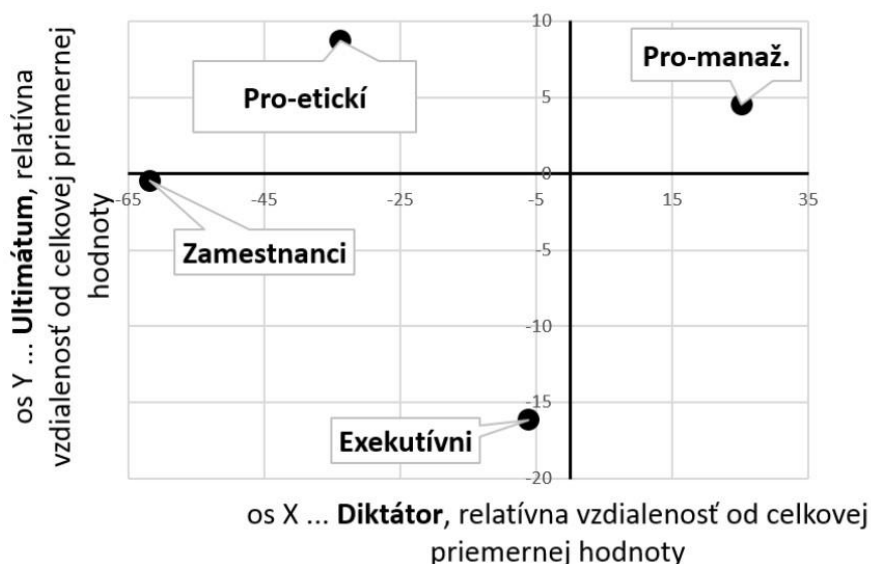 os Y ... Ultimátum, relatívna
vzdialenosť od celkovej priemernej
hodnoty
10
5
0
-5
-10
-15
-20
-65
-45
-25
-5
15
35
Pro-etickí
Pro-manaž.
Zamestnanci
Exekutívni
os X ... Diktátor, relatívna vzdialenosť od celkovej
priemernej hodnoty